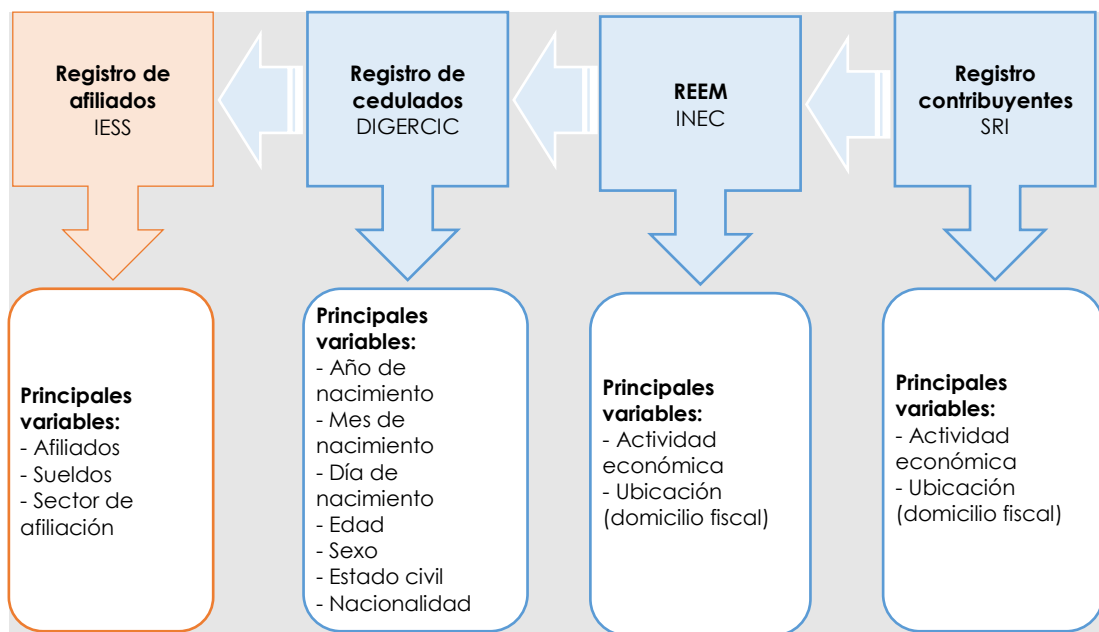 Registro de
afiliados
IESS
Registro de
cedulados
DIGERCIC
REEM
INEC
Registro
contribuyentes
SRI
Principales
variables:
- Afiliados
- Sueldos
- Sector de
afiliación
Principales
variables:
- Año de
nacimiento
- Mes de
nacimiento
- Día de
nacimiento
- Edad
- Sexo
- Estado civil
- Nacionalidad
Principales
variables:
- Actividad
económica
- Ubicación
(domicilio fiscal)
Principales
variables:
- Actividad
económica
- Ubicación
(domicilio fiscal)